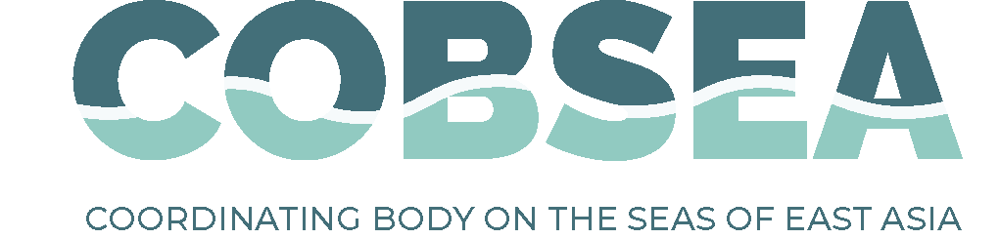 COBSEA
COORDINATING BODY ON THE SEAS OF EAST ASIA